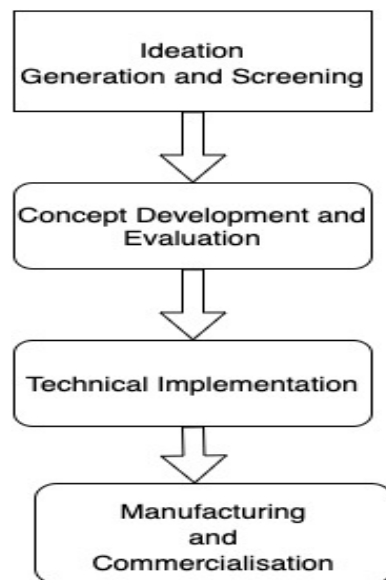 Ideation
Generation and Screening
Concept Development and
Evaluation
Technical Implementation
Manufacturing
and
Commercialisation